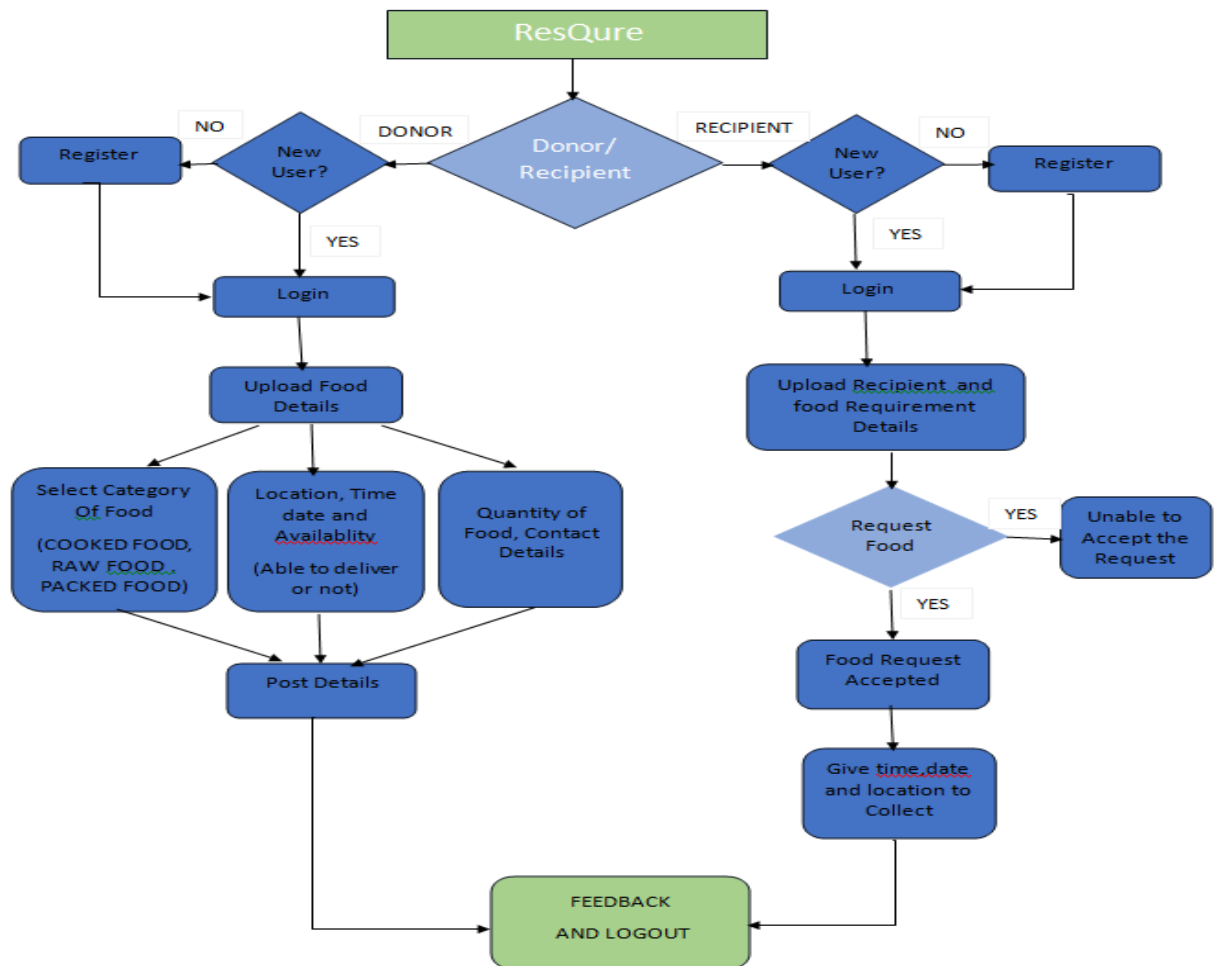 ResQure
Donor/
Recipient
DONOR
RECIPIENT
NO
New
User?
Register
YES
Login
Upload Food
Details
Select Category
Of Food
(COOKED FOOD,
RAW FOOD ,
PACKED FOOD)
Location, Time
date and
Availablity
(Able to deliver
or not)
Quantity of
Food, Contact
Details
Post Details
New
User?
NO
Register
YES
Login
Upload Recipient and
food Requirement
Details
Request
Food
YES
Unable to
Accept the
Request
YES
Food Request
Accepted
Give time,date
and location to
Collect
FEEDBACK
AND LOGOUT